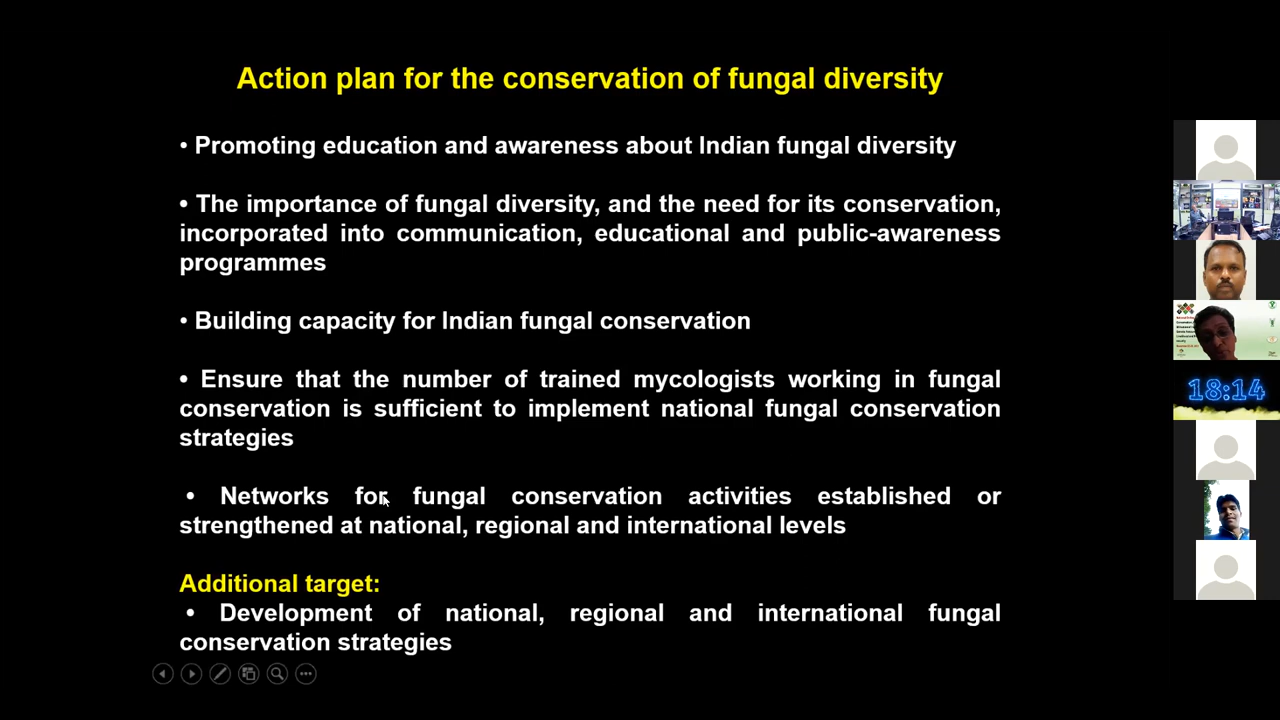 Action plan for the conservation of fungal diversity
• Promoting education and awareness about Indian fungal diversity
• The importance of fungal diversity, and the need for its conservation,
incorporated into communication, educational and public-awareness
programmes
• Building capacity for Indian fungal conservation
• Ensure that the number of trained mycologists working in fungal
conservation is sufficient to implement national fungal conservation
strategies
• Networks for fungal conservation activities established or
strengthened at national, regional and international levels
Additional target:
• Development of national, regional and international fungal
conservation strategies
18:14